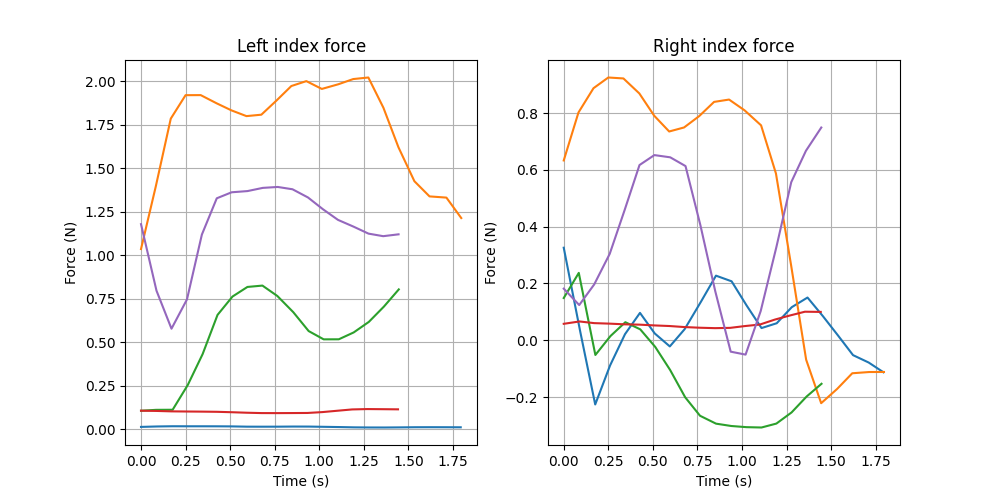 Left index force
Right index force
Force (N)
2.00
1.75
1.50
1.25
1.00
0.75
0.50
0.25
0.00
0.00 0.25 0.50 0.75 1.00 1.25 1.50 1.75
Time (s)
Force (N)
0.8
0.6
0.4
0.2
0.0
−0.2
0.00 0.25 0.50 0.75 1.00 1.25 1.50 1.75
Time (s)